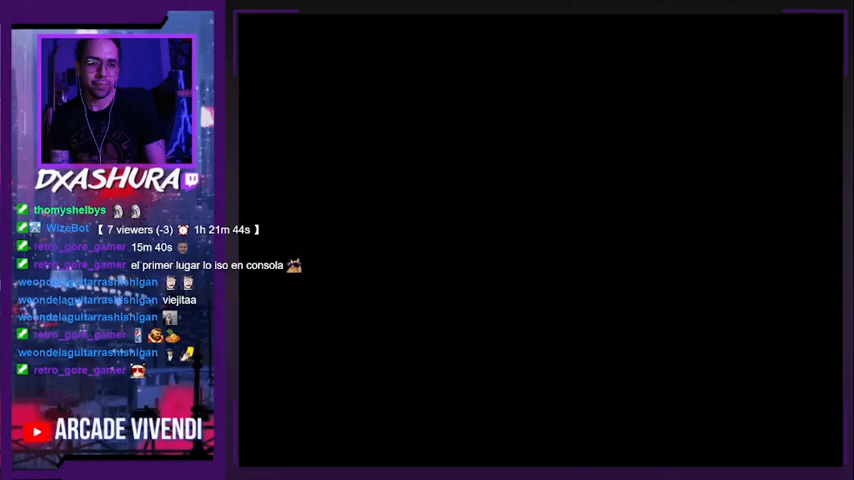 DXASHURA
thomyshelbys
WizeBot 【 7 viewers (-3) ⏰ 1h 21m 44s 】
retro_gore_gamer 15m 40s
retro_gore_gamer el primer lugar lo iso en consola
weondelaguitarrashishigan
weondelaguitarrashishigan viejitaa
weondelaguitarrashishigan
retro_gore_gamer
weondelaguitarrashishigan
retro_gore_gamer
ARCADE VIVENDI